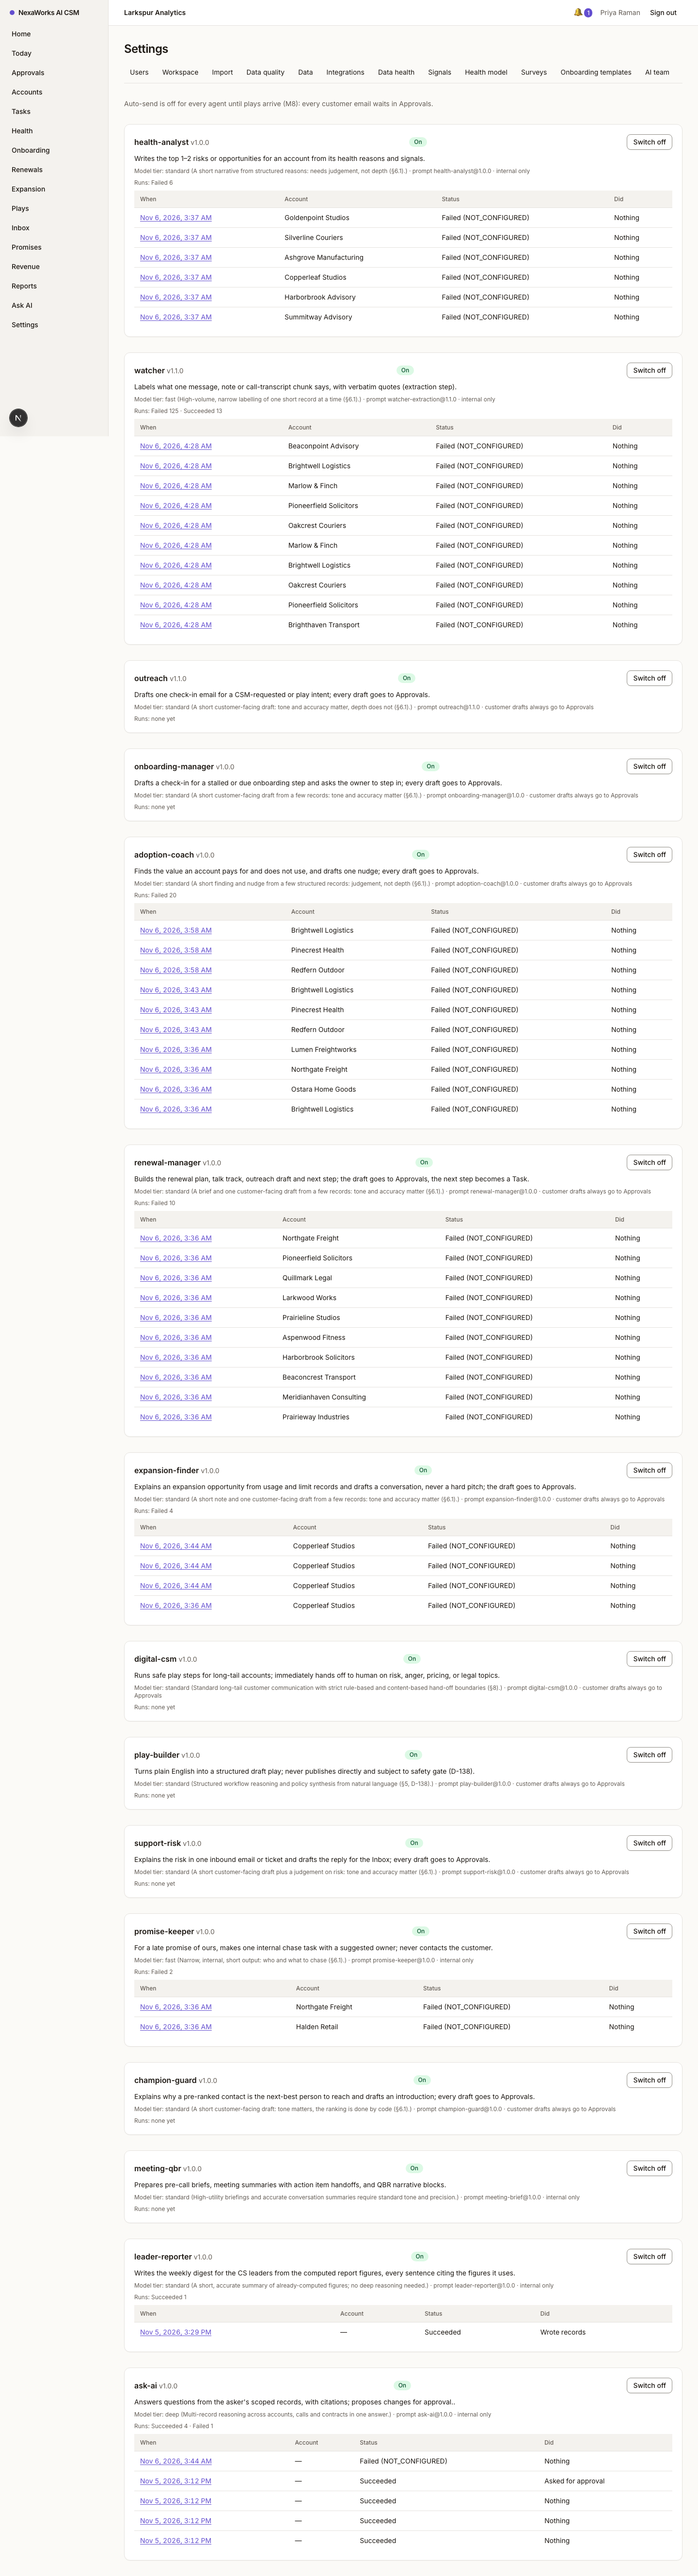 NexaWorks AI CSM
Larkspur Analytics
1
Priya Raman
Sign out
Home
Today
Approvals
Accounts
Tasks
Health
Onboarding
Renewals
Expansion
Plays
Inbox
Promises
Revenue
Reports
Ask AI
Settings
N
Settings
Users Workspace Import Data quality Data Integrations Data health Signals Health model Surveys Onboarding templates AI team
Auto-send is off for every agent until plays arrive (M8): every customer email waits in Approvals.
health-analyst v1.0.0 On Switch off
Writes the top 1–2 risks or opportunities for an account from its health reasons and signals.
Model tier: standard (A short narrative from structured reasons: needs judgement, not depth (§6.1).) · prompt health-analyst@1.0.0 · internal only
Runs: Failed 6
When Account Status Did
Nov 6, 2026, 3:37 AM Goldenpoint Studios Failed (NOT_CONFIGURED) Nothing
Nov 6, 2026, 3:37 AM Silverline Couriers Failed (NOT_CONFIGURED) Nothing
Nov 6, 2026, 3:37 AM Ashgrove Manufacturing Failed (NOT_CONFIGURED) Nothing
Nov 6, 2026, 3:37 AM Copperleaf Studios Failed (NOT_CONFIGURED) Nothing
Nov 6, 2026, 3:37 AM Harborbrook Advisory Failed (NOT_CONFIGURED) Nothing
Nov 6, 2026, 3:37 AM Summitway Advisory Failed (NOT_CONFIGURED) Nothing
watcher v1.1.0 On Switch off
Labels what one message, note or call-transcript chunk says, with verbatim quotes (extraction step).
Model tier: fast (High-volume, narrow labelling of one short record at a time (§6.1).) · prompt watcher-extraction@1.1.0 · internal only
Runs: Failed 125 · Succeeded 13
When Account Status Did
Nov 6, 2026, 4:28 AM Beaconpoint Advisory Failed (NOT_CONFIGURED) Nothing
Nov 6, 2026, 4:28 AM Brightwell Logistics Failed (NOT_CONFIGURED) Nothing
Nov 6, 2026, 4:28 AM Marlow & Finch Failed (NOT_CONFIGURED) Nothing
Nov 6, 2026, 4:28 AM Pioneerfield Solicitors Failed (NOT_CONFIGURED) Nothing
Nov 6, 2026, 4:28 AM Oakcrest Couriers Failed (NOT_CONFIGURED) Nothing
Nov 6, 2026, 4:28 AM Marlow & Finch Failed (NOT_CONFIGURED) Nothing
Nov 6, 2026, 4:28 AM Brightwell Logistics Failed (NOT_CONFIGURED) Nothing
Nov 6, 2026, 4:28 AM Oakcrest Couriers Failed (NOT_CONFIGURED) Nothing
Nov 6, 2026, 4:28 AM Pioneerfield Solicitors Failed (NOT_CONFIGURED) Nothing
Nov 6, 2026, 4:28 AM Brighthaven Transport Failed (NOT_CONFIGURED) Nothing
outreach v1.1.0 On Switch off
Drafts one check-in email for a CSM-requested or play intent; every draft goes to Approvals.
Model tier: standard (A short customer-facing draft: tone and accuracy matter, depth does not (§6.1).) · prompt outreach@1.1.0 · customer drafts always go to Approvals
Runs: none yet
onboarding-manager v1.0.0 On Switch off
Drafts a check-in for a stalled or due onboarding step and asks the owner to step in; every draft goes to Approvals.
Model tier: standard (A short customer-facing draft from a few records: tone and accuracy matter (§6.1).) · prompt onboarding-manager@1.0.0 · customer drafts always go to Approvals
Runs: none yet
adoption-coach v1.0.0 On Switch off
Finds the value an account pays for and does not use, and drafts one nudge; every draft goes to Approvals.
Model tier: standard (A short finding and nudge from a few structured records: judgement, not depth (§6.1).) · prompt adoption-coach@1.0.0 · customer drafts always go to Approvals
Runs: Failed 20
When Account Status Did
Nov 6, 2026, 3:58 AM Brightwell Logistics Failed (NOT_CONFIGURED) Nothing
Nov 6, 2026, 3:58 AM Pinecrest Health Failed (NOT_CONFIGURED) Nothing
Nov 6, 2026, 3:58 AM Redfern Outdoor Failed (NOT_CONFIGURED) Nothing
Nov 6, 2026, 3:43 AM Brightwell Logistics Failed (NOT_CONFIGURED) Nothing
Nov 6, 2026, 3:43 AM Pinecrest Health Failed (NOT_CONFIGURED) Nothing
Nov 6, 2026, 3:43 AM Redfern Outdoor Failed (NOT_CONFIGURED) Nothing
Nov 6, 2026, 3:36 AM Lumen Freightworks Failed (NOT_CONFIGURED) Nothing
Nov 6, 2026, 3:36 AM Northgate Freight Failed (NOT_CONFIGURED) Nothing
Nov 6, 2026, 3:36 AM Ostara Home Goods Failed (NOT_CONFIGURED) Nothing
Nov 6, 2026, 3:36 AM Brightwell Logistics Failed (NOT_CONFIGURED) Nothing
renewal-manager v1.0.0 On Switch off
Builds the renewal plan, talk track, outreach draft and next step; the draft goes to Approvals, the next step becomes a Task.
Model tier: standard (A brief and one customer-facing draft from a few records: tone and accuracy matter (§6.1).) · prompt renewal-manager@1.0.0 · customer drafts always go to Approvals
Runs: Failed 10
When Account Status Did
Nov 6, 2026, 3:36 AM Northgate Freight Failed (NOT_CONFIGURED) Nothing
Nov 6, 2026, 3:36 AM Pioneerfield Solicitors Failed (NOT_CONFIGURED) Nothing
Nov 6, 2026, 3:36 AM Quillmark Legal Failed (NOT_CONFIGURED) Nothing
Nov 6, 2026, 3:36 AM Larkwood Works Failed (NOT_CONFIGURED) Nothing
Nov 6, 2026, 3:36 AM Prairieline Studios Failed (NOT_CONFIGURED) Nothing
Nov 6, 2026, 3:36 AM Aspenwood Fitness Failed (NOT_CONFIGURED) Nothing
Nov 6, 2026, 3:36 AM Harborbrook Solicitors Failed (NOT_CONFIGURED) Nothing
Nov 6, 2026, 3:36 AM Beaconcrest Transport Failed (NOT_CONFIGURED) Nothing
Nov 6, 2026, 3:36 AM Meridianhaven Consulting Failed (NOT_CONFIGURED) Nothing
Nov 6, 2026, 3:36 AM Prairieway Industries Failed (NOT_CONFIGURED) Nothing
expansion-finder v1.0.0 On Switch off
Explains an expansion opportunity from usage and limit records and drafts a conversation, never a hard pitch; the draft goes to Approvals.
Model tier: standard (A short note and one customer-facing draft from a few records: tone and accuracy matter (§6.1).) · prompt expansion-finder@1.0.0 · customer drafts always go to Approvals
Runs: Failed 4
When Account Status Did
Nov 6, 2026, 3:44 AM Copperleaf Studios Failed (NOT_CONFIGURED) Nothing
Nov 6, 2026, 3:44 AM Copperleaf Studios Failed (NOT_CONFIGURED) Nothing
Nov 6, 2026, 3:44 AM Copperleaf Studios Failed (NOT_CONFIGURED) Nothing
Nov 6, 2026, 3:36 AM Copperleaf Studios Failed (NOT_CONFIGURED) Nothing
digital-csm v1.0.0 On Switch off
Runs safe play steps for long-tail accounts; immediately hands off to human on risk, anger, pricing, or legal topics.
Model tier: standard (Standard long-tail customer communication with strict rule-based and content-based hand-off boundaries (§8).) · prompt digital-csm@1.0.0 · customer drafts always go to
Approvals
Runs: none yet
play-builder v1.0.0 On Switch off
Turns plain English into a structured draft play; never publishes directly and subject to safety gate (D-138).
Model tier: standard (Structured workflow reasoning and policy synthesis from natural language (§5, D-138).) · prompt play-builder@1.0.0 · customer drafts always go to Approvals
Runs: none yet
support-risk v1.0.0 On Switch off
Explains the risk in one inbound email or ticket and drafts the reply for the Inbox; every draft goes to Approvals.
Model tier: standard (A short customer-facing draft plus a judgement on risk: tone and accuracy matter (§6.1).) · prompt support-risk@1.0.0 · customer drafts always go to Approvals
Runs: none yet
promise-keeper v1.0.0 On Switch off
For a late promise of ours, makes one internal chase task with a suggested owner; never contacts the customer.
Model tier: fast (Narrow, internal, short output: who and what to chase (§6.1).) · prompt promise-keeper@1.0.0 · internal only
Runs: Failed 2
When Account Status Did
Nov 6, 2026, 3:36 AM Northgate Freight Failed (NOT_CONFIGURED) Nothing
Nov 6, 2026, 3:36 AM Halden Retail Failed (NOT_CONFIGURED) Nothing
champion-guard v1.0.0 On Switch off
Explains why a pre-ranked contact is the next-best person to reach and drafts an introduction; every draft goes to Approvals.
Model tier: standard (A short customer-facing draft: tone matters, the ranking is done by code (§6.1).) · prompt champion-guard@1.0.0 · customer drafts always go to Approvals
Runs: none yet
meeting-qbr v1.0.0 On Switch off
Prepares pre-call briefs, meeting summaries with action item handoffs, and QBR narrative blocks.
Model tier: standard (High-utility briefings and accurate conversation summaries require standard tone and precision.) · prompt meeting-brief@1.0.0 · internal only
Runs: none yet
leader-reporter v1.0.0 On Switch off
Writes the weekly digest for the CS leaders from the computed report figures, every sentence citing the figures it uses.
Model tier: standard (A short, accurate summary of already-computed figures; no deep reasoning needed.) · prompt leader-reporter@1.0.0 · internal only
Runs: Succeeded 1
When Account Status Did
Nov 5, 2026, 3:29 PM — Succeeded Wrote records
ask-ai v1.0.0 On Switch off
Answers questions from the asker's scoped records, with citations; proposes changes for approval..
Model tier: deep (Multi-record reasoning across accounts, calls and contracts in one answer.) · prompt ask-ai@1.0.0 · internal only
Runs: Succeeded 4 · Failed 1
When Account Status Did
Nov 6, 2026, 3:44 AM — Failed (NOT_CONFIGURED) Nothing
Nov 5, 2026, 3:12 PM — Succeeded Asked for approval
Nov 5, 2026, 3:12 PM — Succeeded Nothing
Nov 5, 2026, 3:12 PM — Succeeded Nothing
Nov 5, 2026, 3:12 PM — Succeeded Nothing